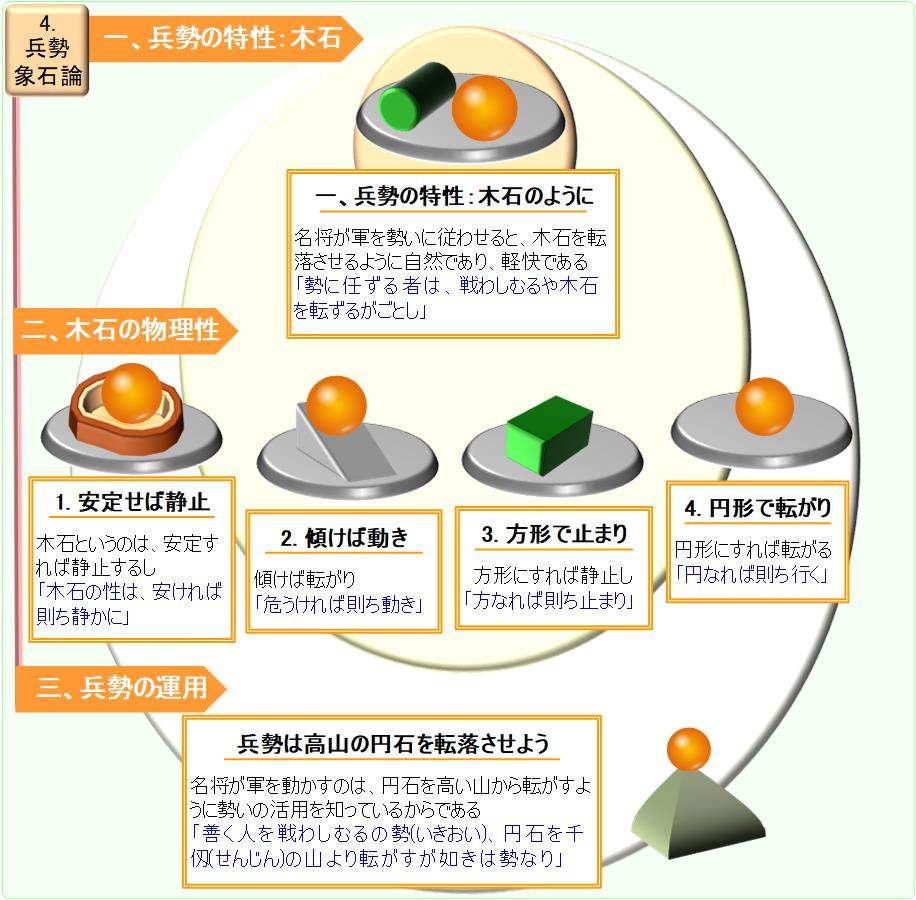 4.
兵勢
象石論
一、兵勢の特性：木石
一、兵勢の特性：木石のように
名将が軍を勢いに従わせると、木石を転
落させるように自然であり、軽快である
「勢に任ずる者は、戦わしむるや木石
を転ずるがごとし」
二、木石の物理性
1. 安定せば静止
木石というのは、安定す
れば静止するし
「木石の性は、安ければ
則ち静かに」
2. 傾けば動き
傾けば転がり
「危うければ則ち動き」
3. 方形で止まり
方形にすれば静止し
「方なれば則ち止まり」
4. 円形で転がり
円形にすれば転がる
「円なれば則ち行く」
三、兵勢の運用
兵勢は高山の円石を転落させよう
名将が軍を動かすのは、円石を高い山から転がすよ
うに勢いの活用を知っているからである
「善く人を戦わしむるの勢(いきおい)、円石を千
仭(せんじん)の山より転がすが如きは勢なり」